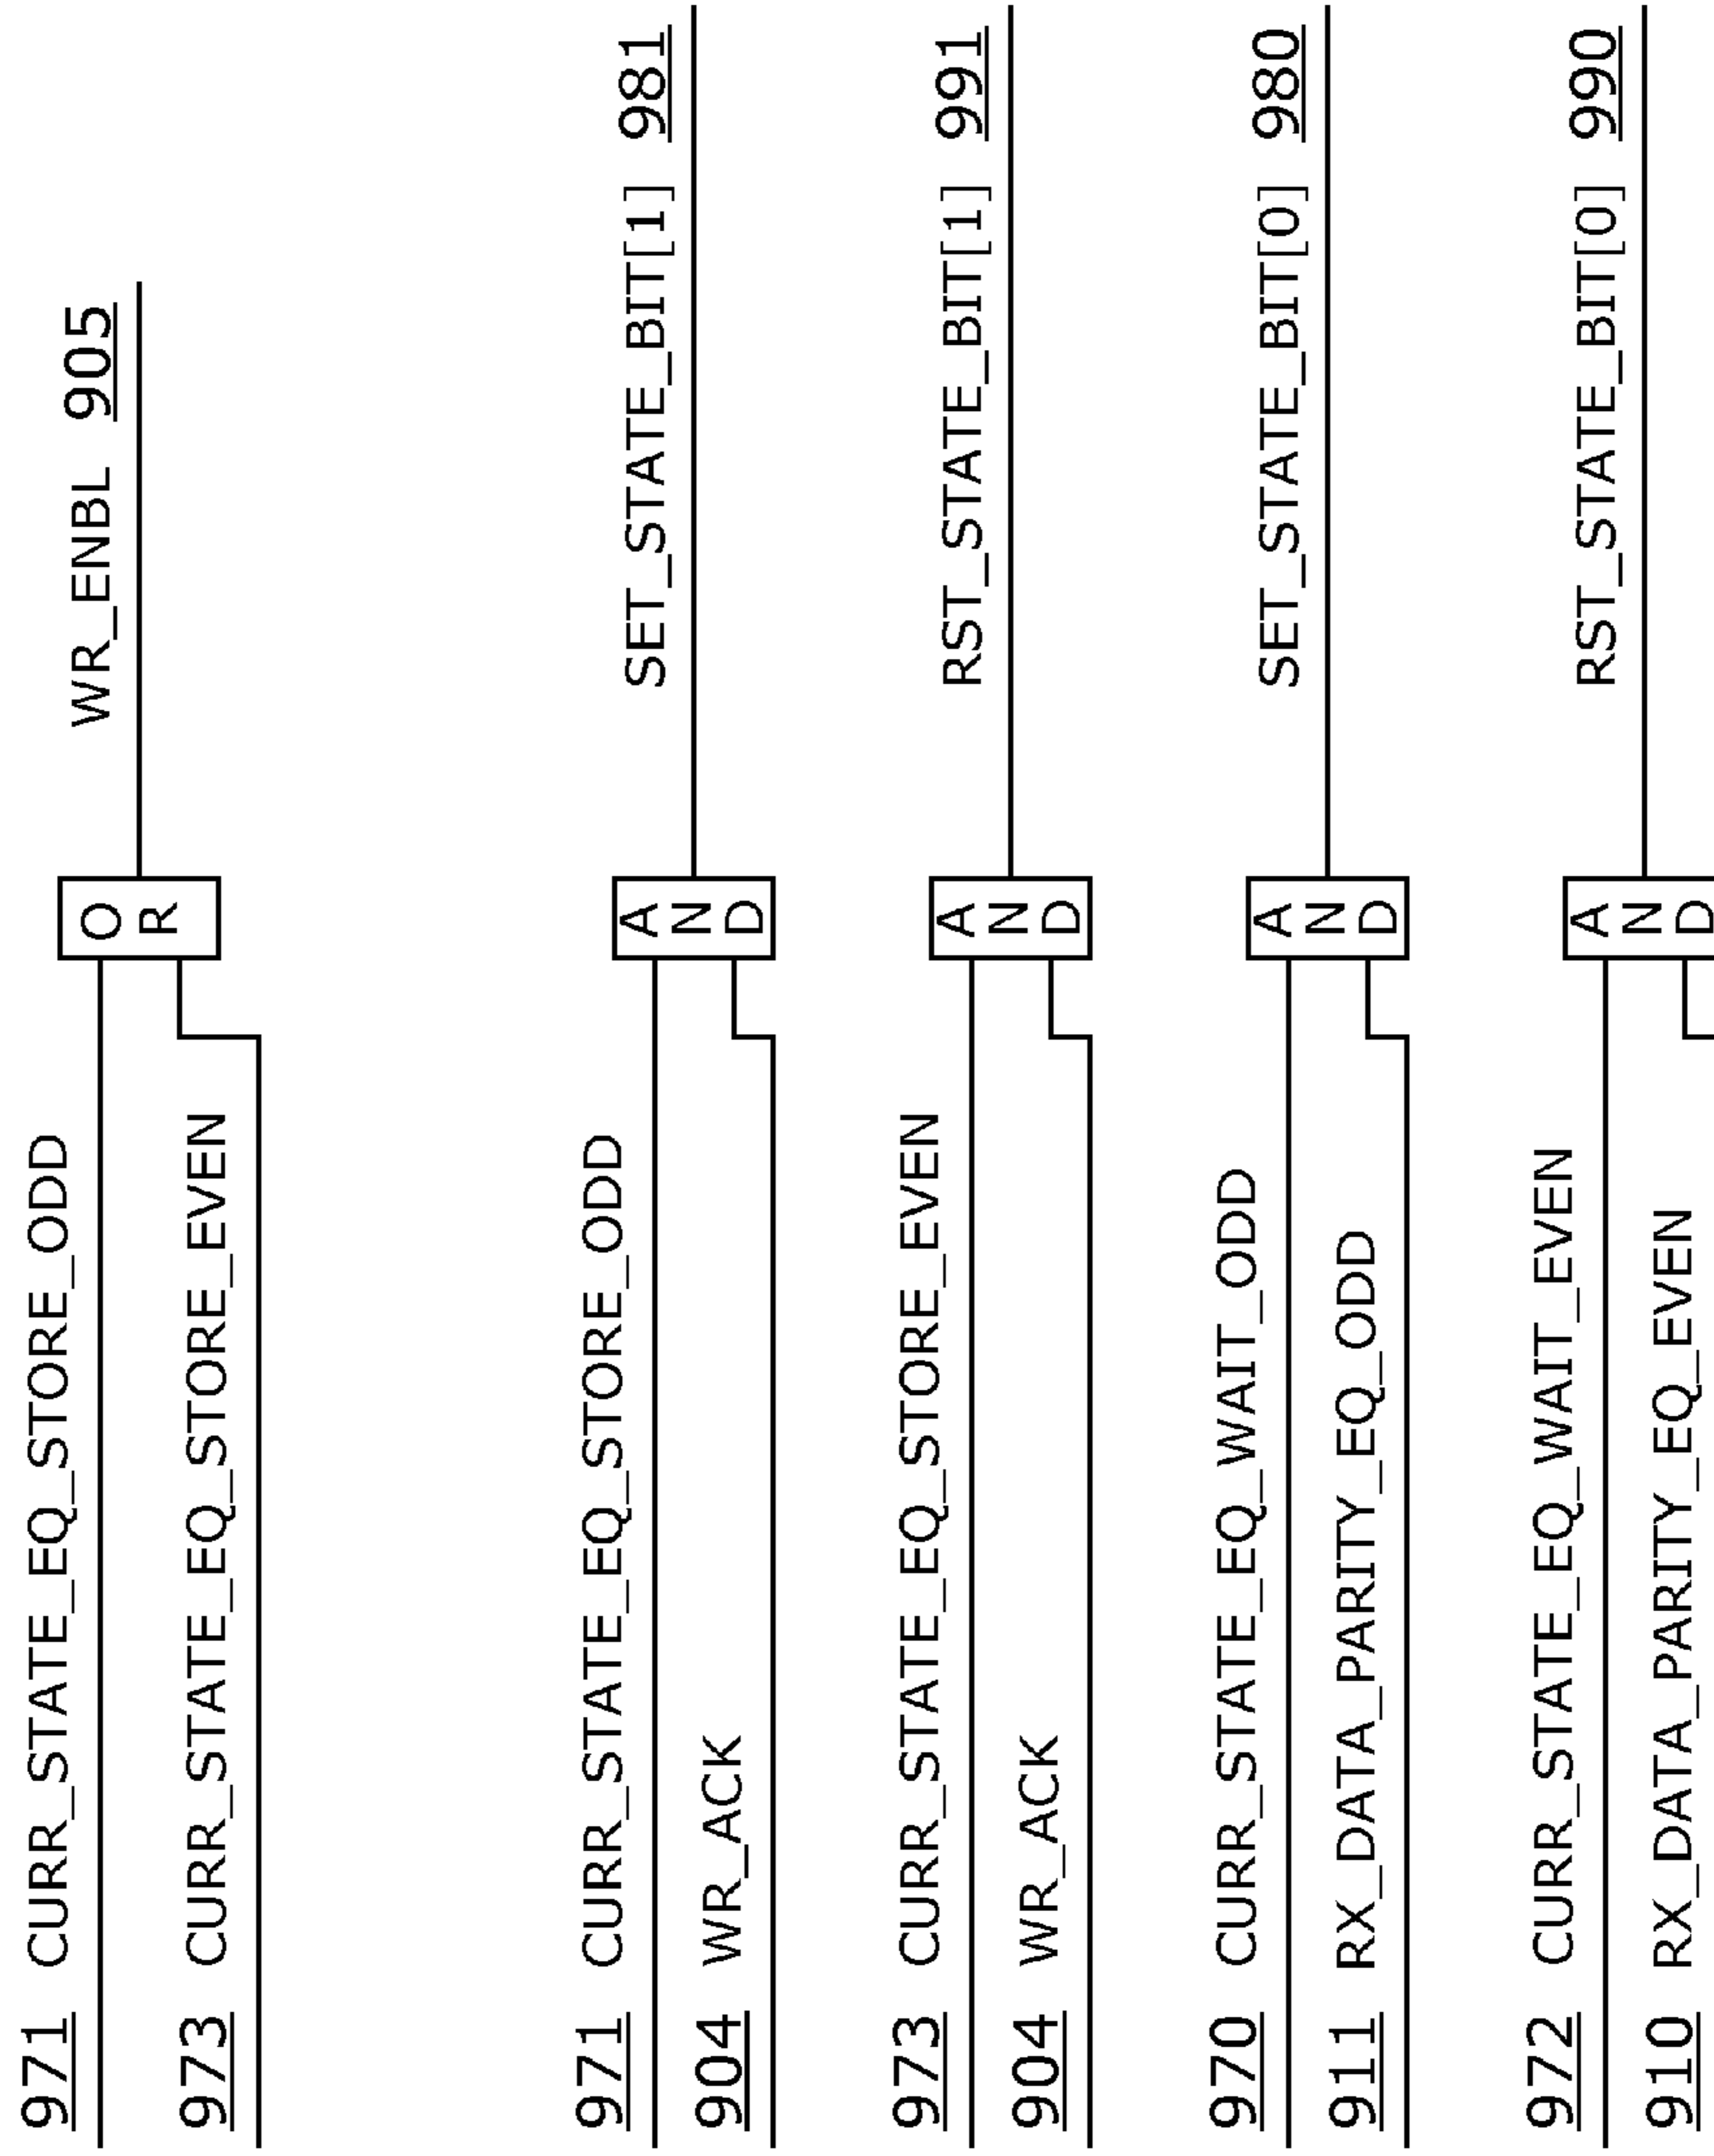 971 CURR_STATE_EQ_STORE_ODD
OR
WR_ENBL 905
973 CURR_STATE_EQ_STORE_EVEN
971 CURR_STATE_EQ_STORE_ODD
AND
SET_STATE_BIT[1] 981
904 WR_ACK
973 CURR_STATE_EQ_STORE_EVEN
AND
RST_STATE_BIT[1] 991
904 WR_ACK
970 CURR_STATE_EQ_WAIT_ODD
AND
SET_STATE_BIT[0] 980
911 RX_DATA_PARITY_EQ_ODD
972 CURR_STATE_EQ_WAIT_EVEN
AND
RST_STATE_BIT[0] 990
910 RX_DATA_PARITY_EQ_EVEN